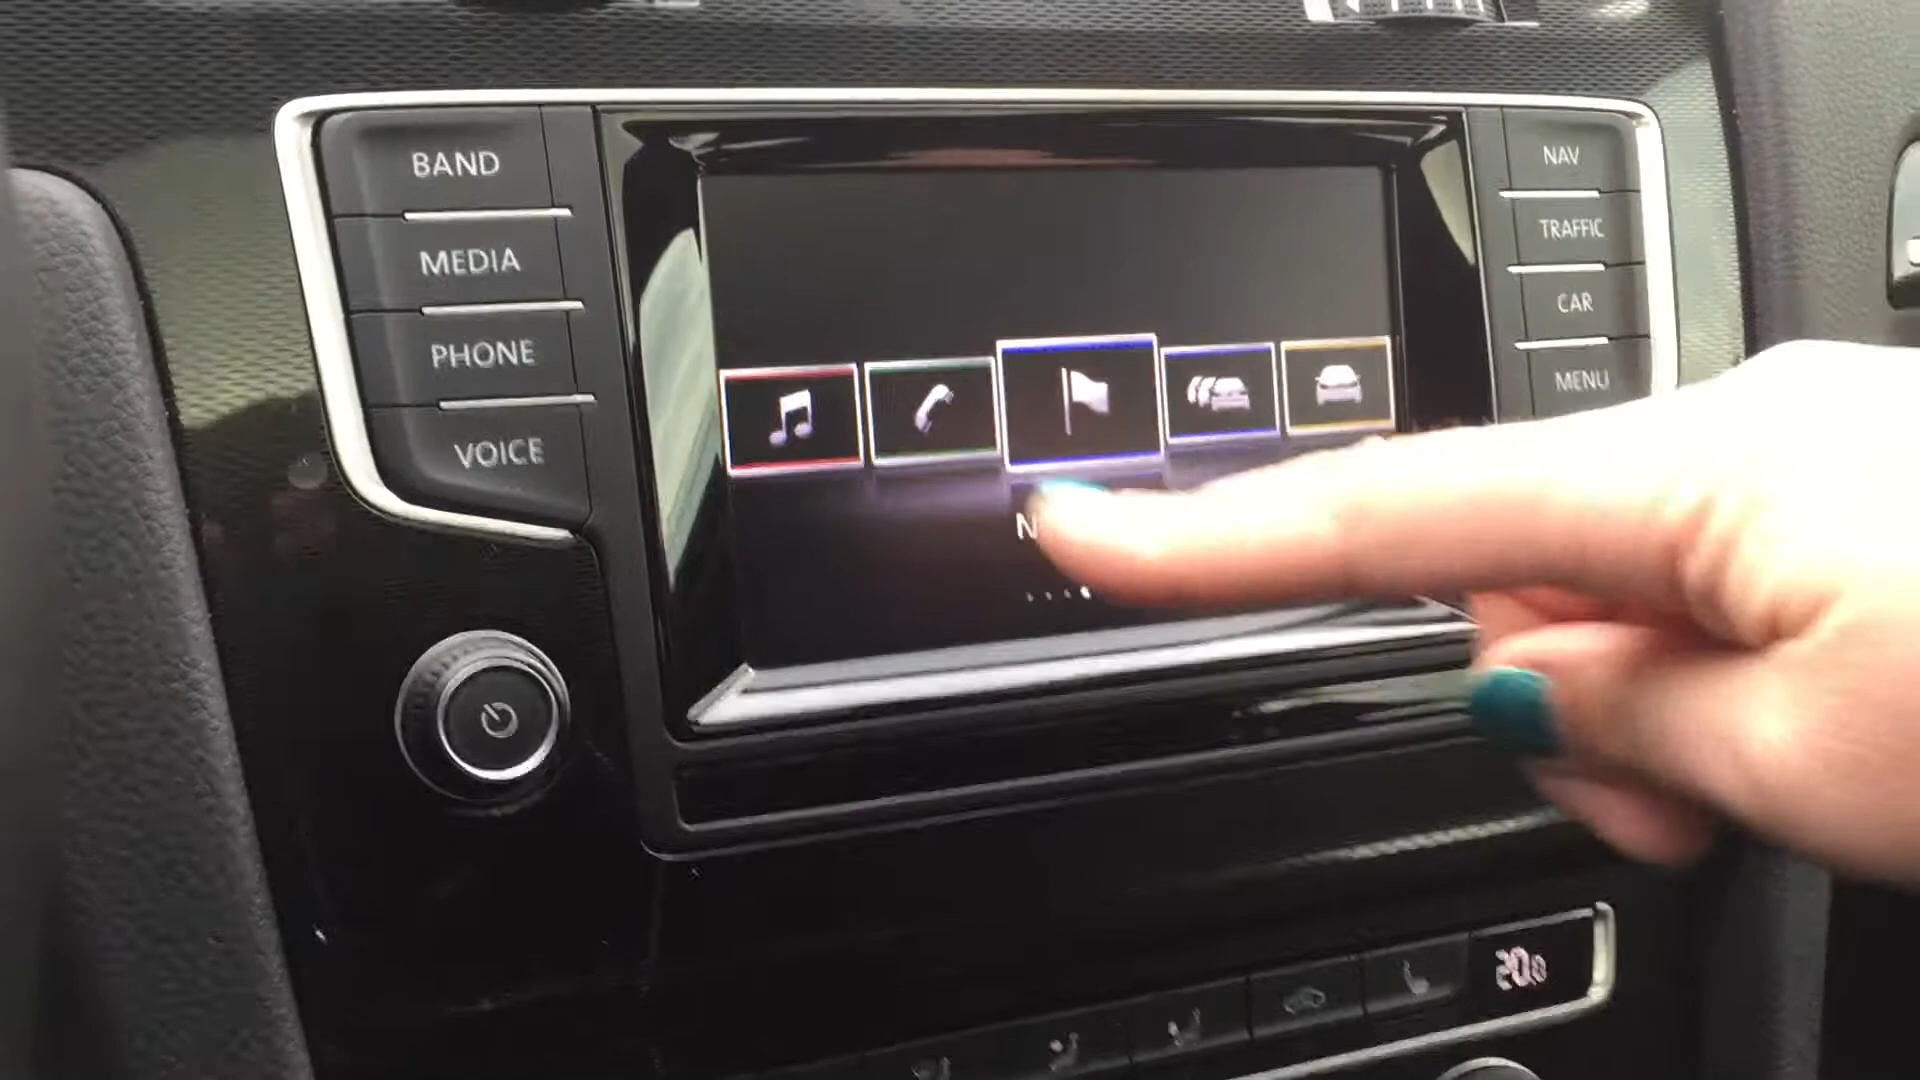 BAND
MEDIA
PHONE
VOICE
NAV
TRAFFIC
CAR
MENU
20.0